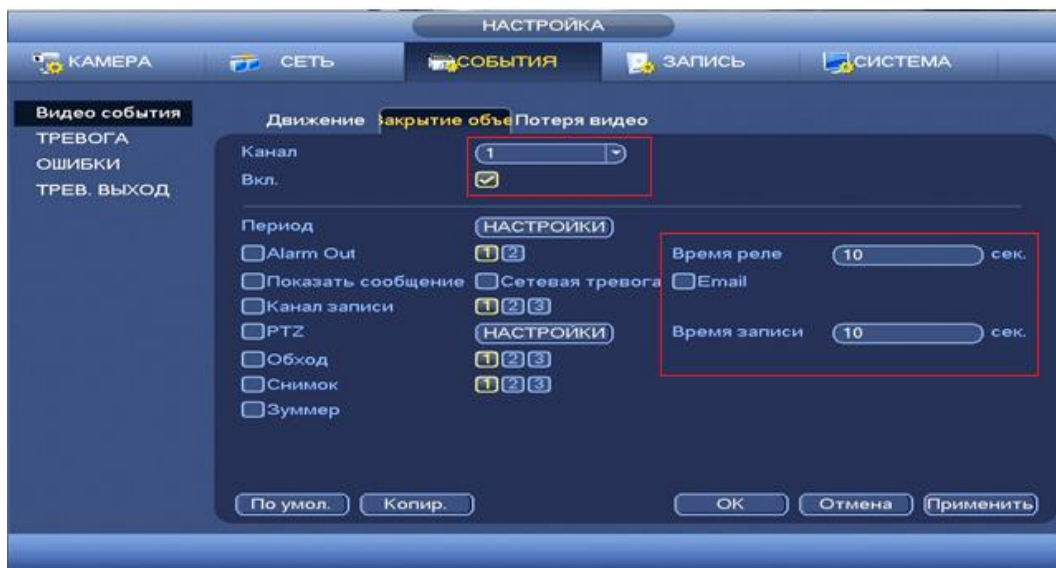 НАСТРОЙКА
КАМЕРА СЕТЬ СОБЫТИЯ ЗАПИСЬ СИСТЕМА
Видео события
ТРЕВОГА
ОШИБКИ
ТРЕВ. ВЫХОД
Движение Закрытие объе Потеря видео
Канал 1
Вкл.
Период НАСТРОЙКИ
Alarm Out 1 2 Время реле 10 сек.
Показать сообщение Сетевая тревога Email
Канал записи 1 2 3
PTZ НАСТРОЙКИ Время записи 10 сек.
Обход 1 2 3
Снимок 1 2 3
Зуммер
По умол. Копир. OK Отмена Применить